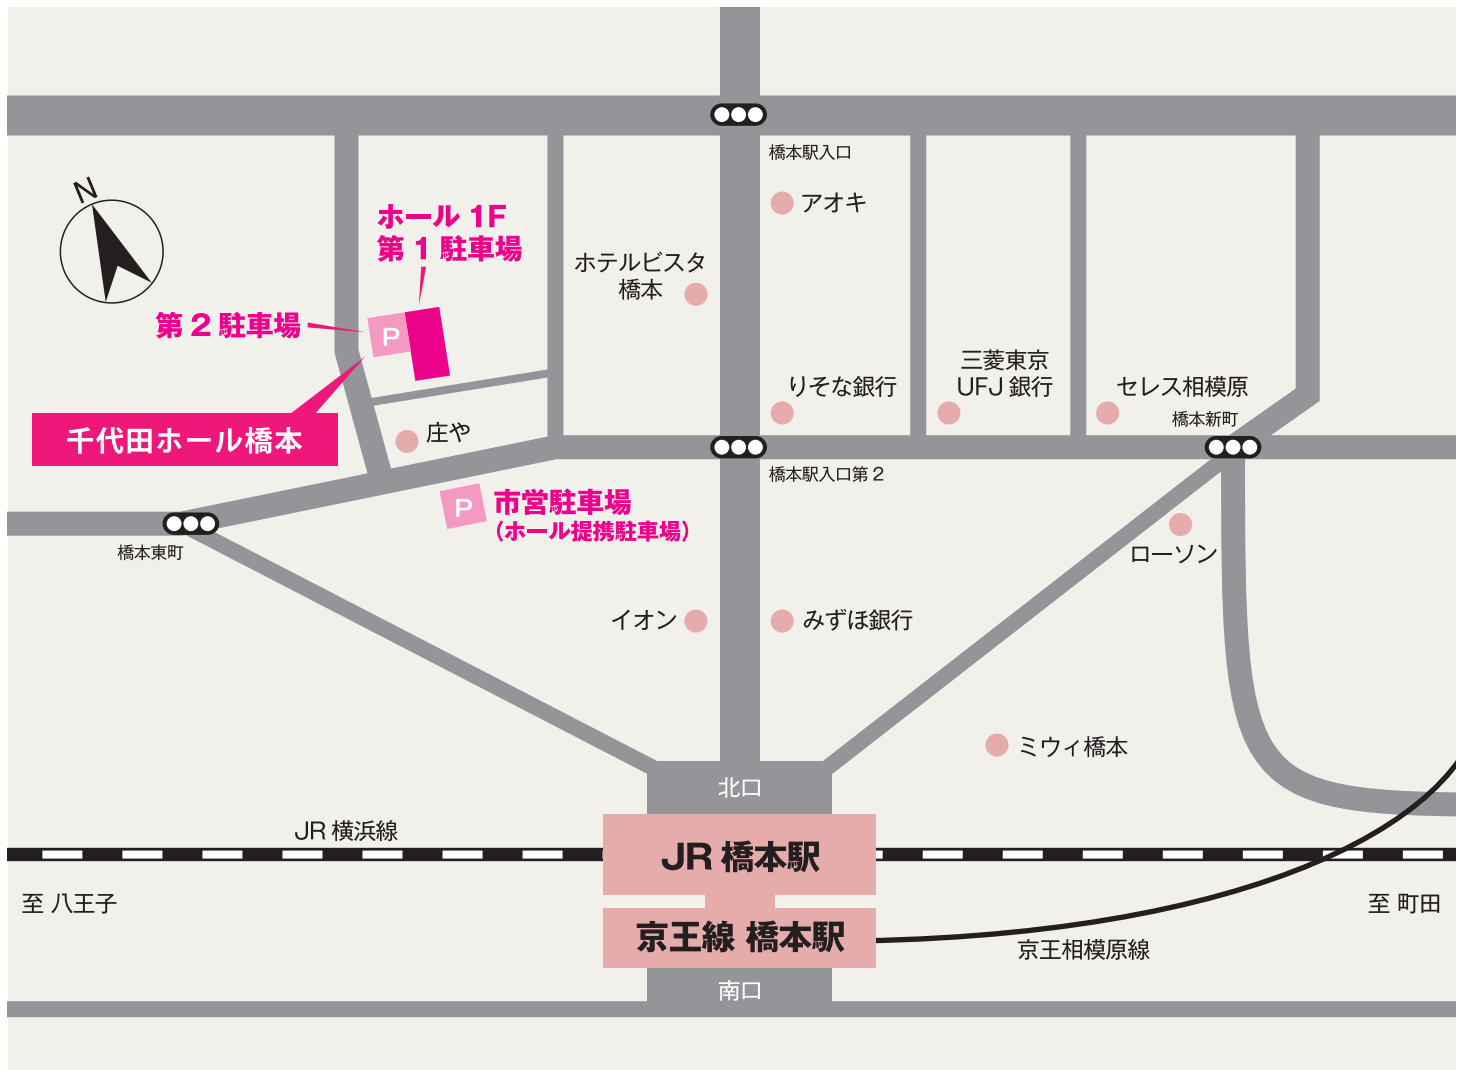 橋本駅入口
アオキ
N
ホール 1F
第 1 駐車場
ホテルビスタ
橋本
第 2 駐車場
P
三菱東京
UFJ 銀行
りそな銀行
セレス相模原
橋本新町
千代田ホール橋本
庄や
橋本駅入口第 2
P
市営駐車場
（ホール提携駐車場）
橋本東町
ローソン
イオン
みずほ銀行
ミウィ橋本
北口
JR 横浜線
JR 橋本駅
至 八王子
至 町田
京王線 橋本駅
京王相模原線
南口